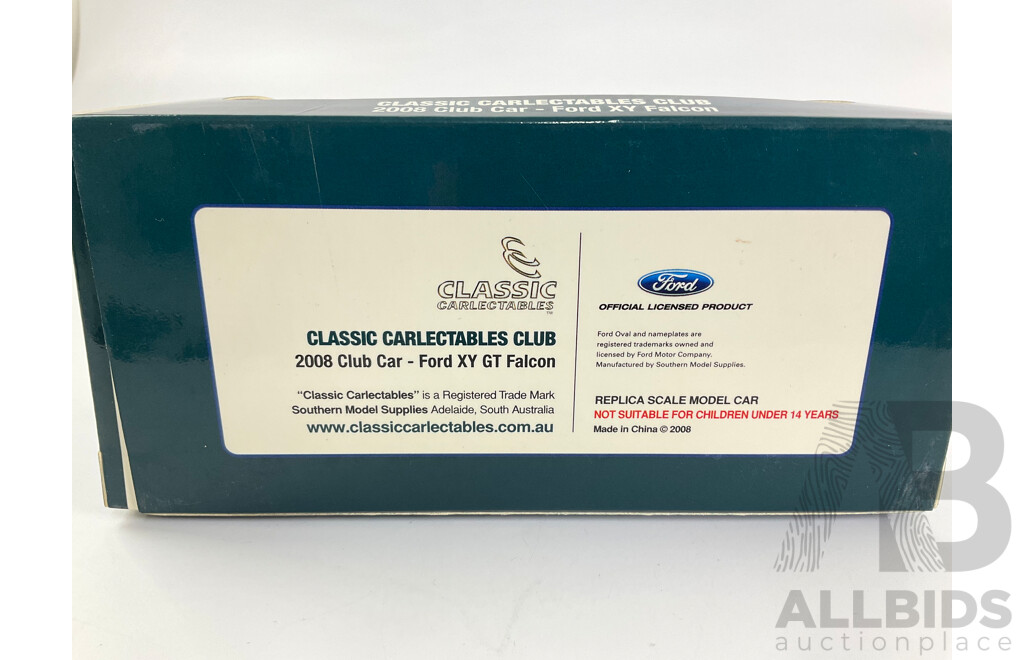 CLASSIC CARLECTABLES CLUB
2008 Club Car - Ford XY Falcon
CLASSIC
CARLECTABLES
TM
CLASSIC CARLECTABLES CLUB
2008 Club Car - Ford XY GT Falcon
"Classic Carlectables" is a Registered Trade Mark
Southern Model Supplies Adelaide, South Australia
www.classiccarlectables.com.au
Ford
OFFICIAL LICENSED PRODUCT
Ford Oval and nameplates are
registered trademarks owned and
licensed by Ford Motor Company.
Manufactured by Southern Model Supplies.
REPLICA SCALE MODEL CAR
NOT SUITABLE FOR CHILDREN UNDER 14 YEARS
Made in China © 2008
AB
ALLBIDS
auctionplace